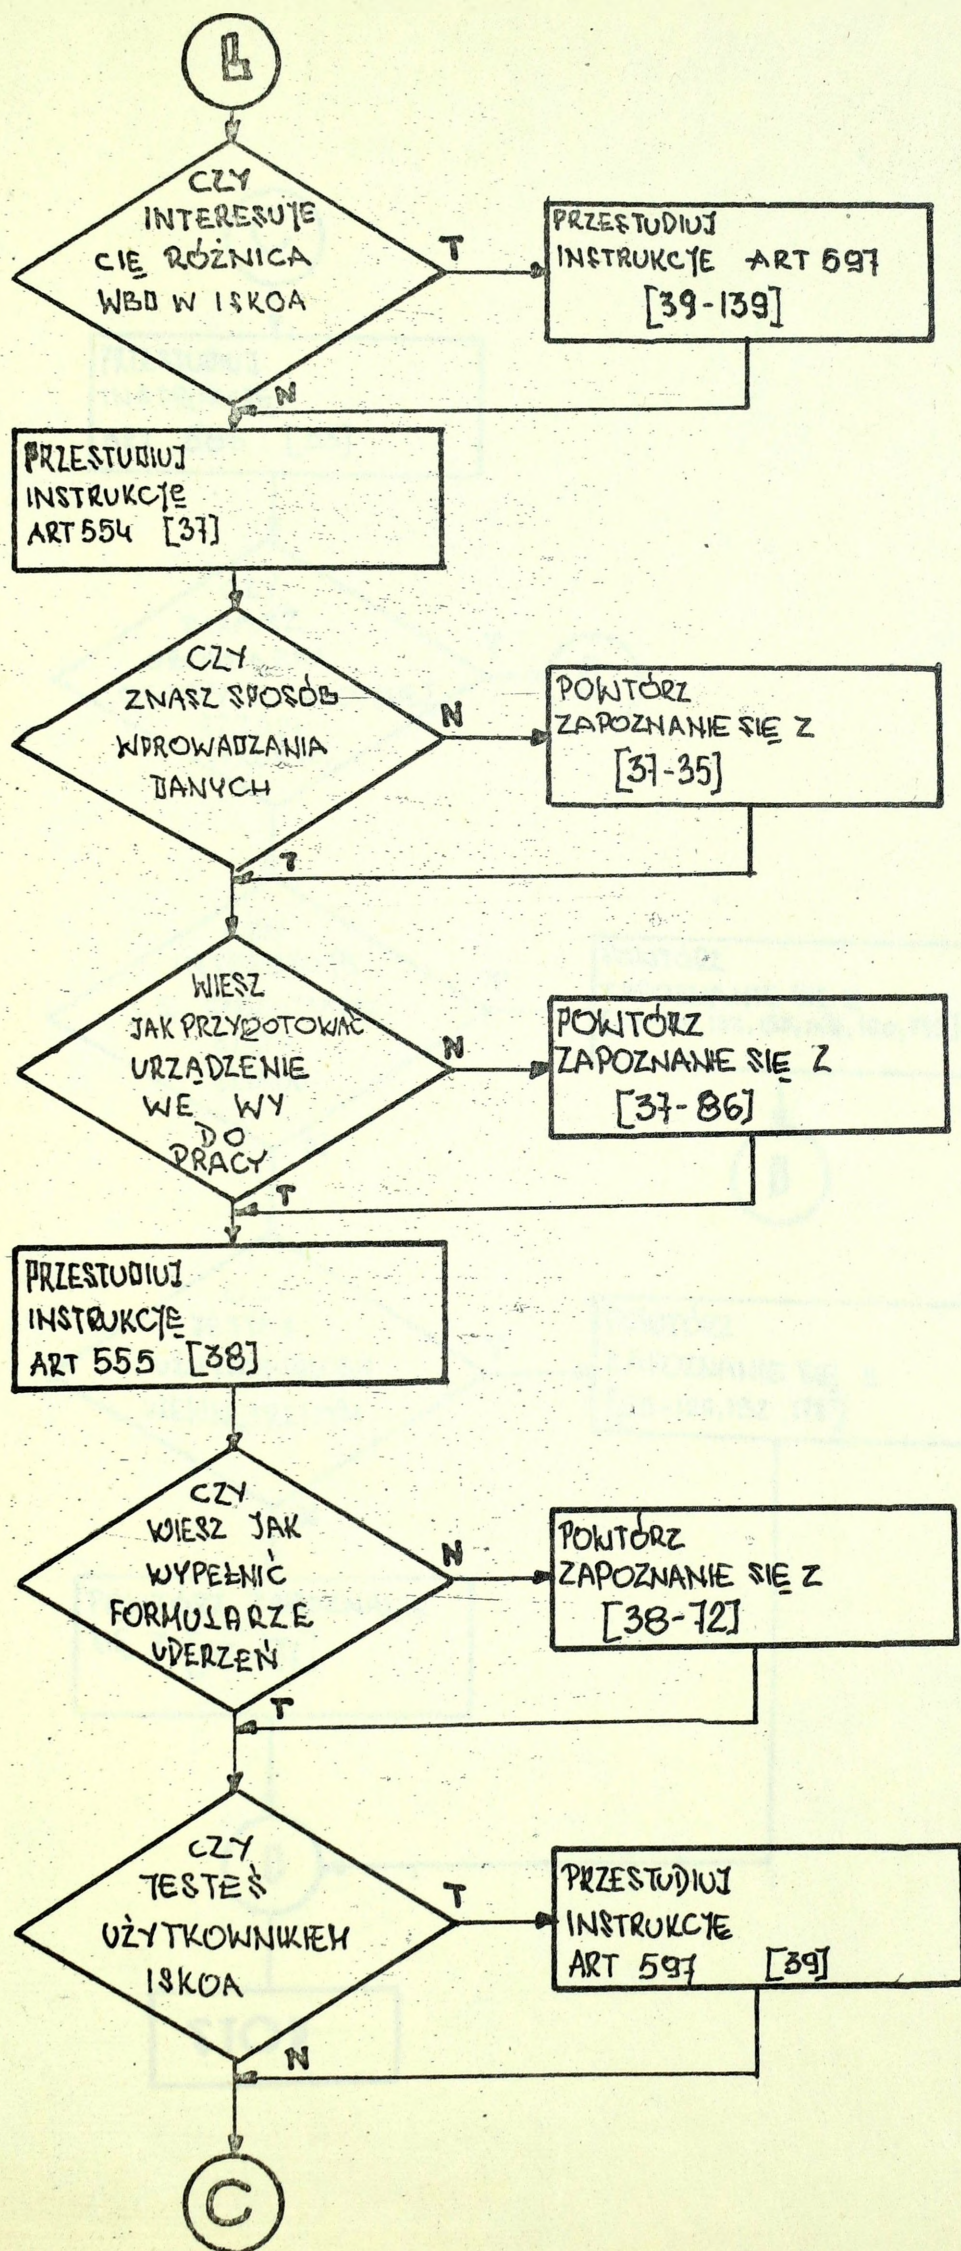 CZY
INTERESUJE
CIĘ RÓŻNICA
WBD W ISKOA
T
PRZESTUDIUJ
INSTRUKCJE ART 597
[39-139]
N
PRZESTUDIUJ
INSTRUKCJĘ
ART 554 [37]
CZY
ZNASZ SPOSÓB
WPROWADZANIA
DANYCH
N
POWTÓRZ
ZAPOZNANIE SIĘ Z
[37-35]
T
WIESZ
JAK PRZYGOTOWAĆ
URZĄDZENIE
WE WY
DO
PRACY
N
POWTÓRZ
ZAPOZNANIE SIĘ Z
[37-86]
T
PRZESTUDIUJ
INSTRUKCJĘ
ART 555 [38]
CZY
WIESZ JAK
WYPEŁNIĆ
FORMULARZE
UDERZEŃ
N
POWTÓRZ
ZAPOZNANIE SIĘ Z
[38-72]
T
CZY
JESTEŚ
UŻYTKOWNIKIEM
ISKOA
T
PRZESTUDIUJ
INSTRUKCJE
ART 597 [39]
N
C